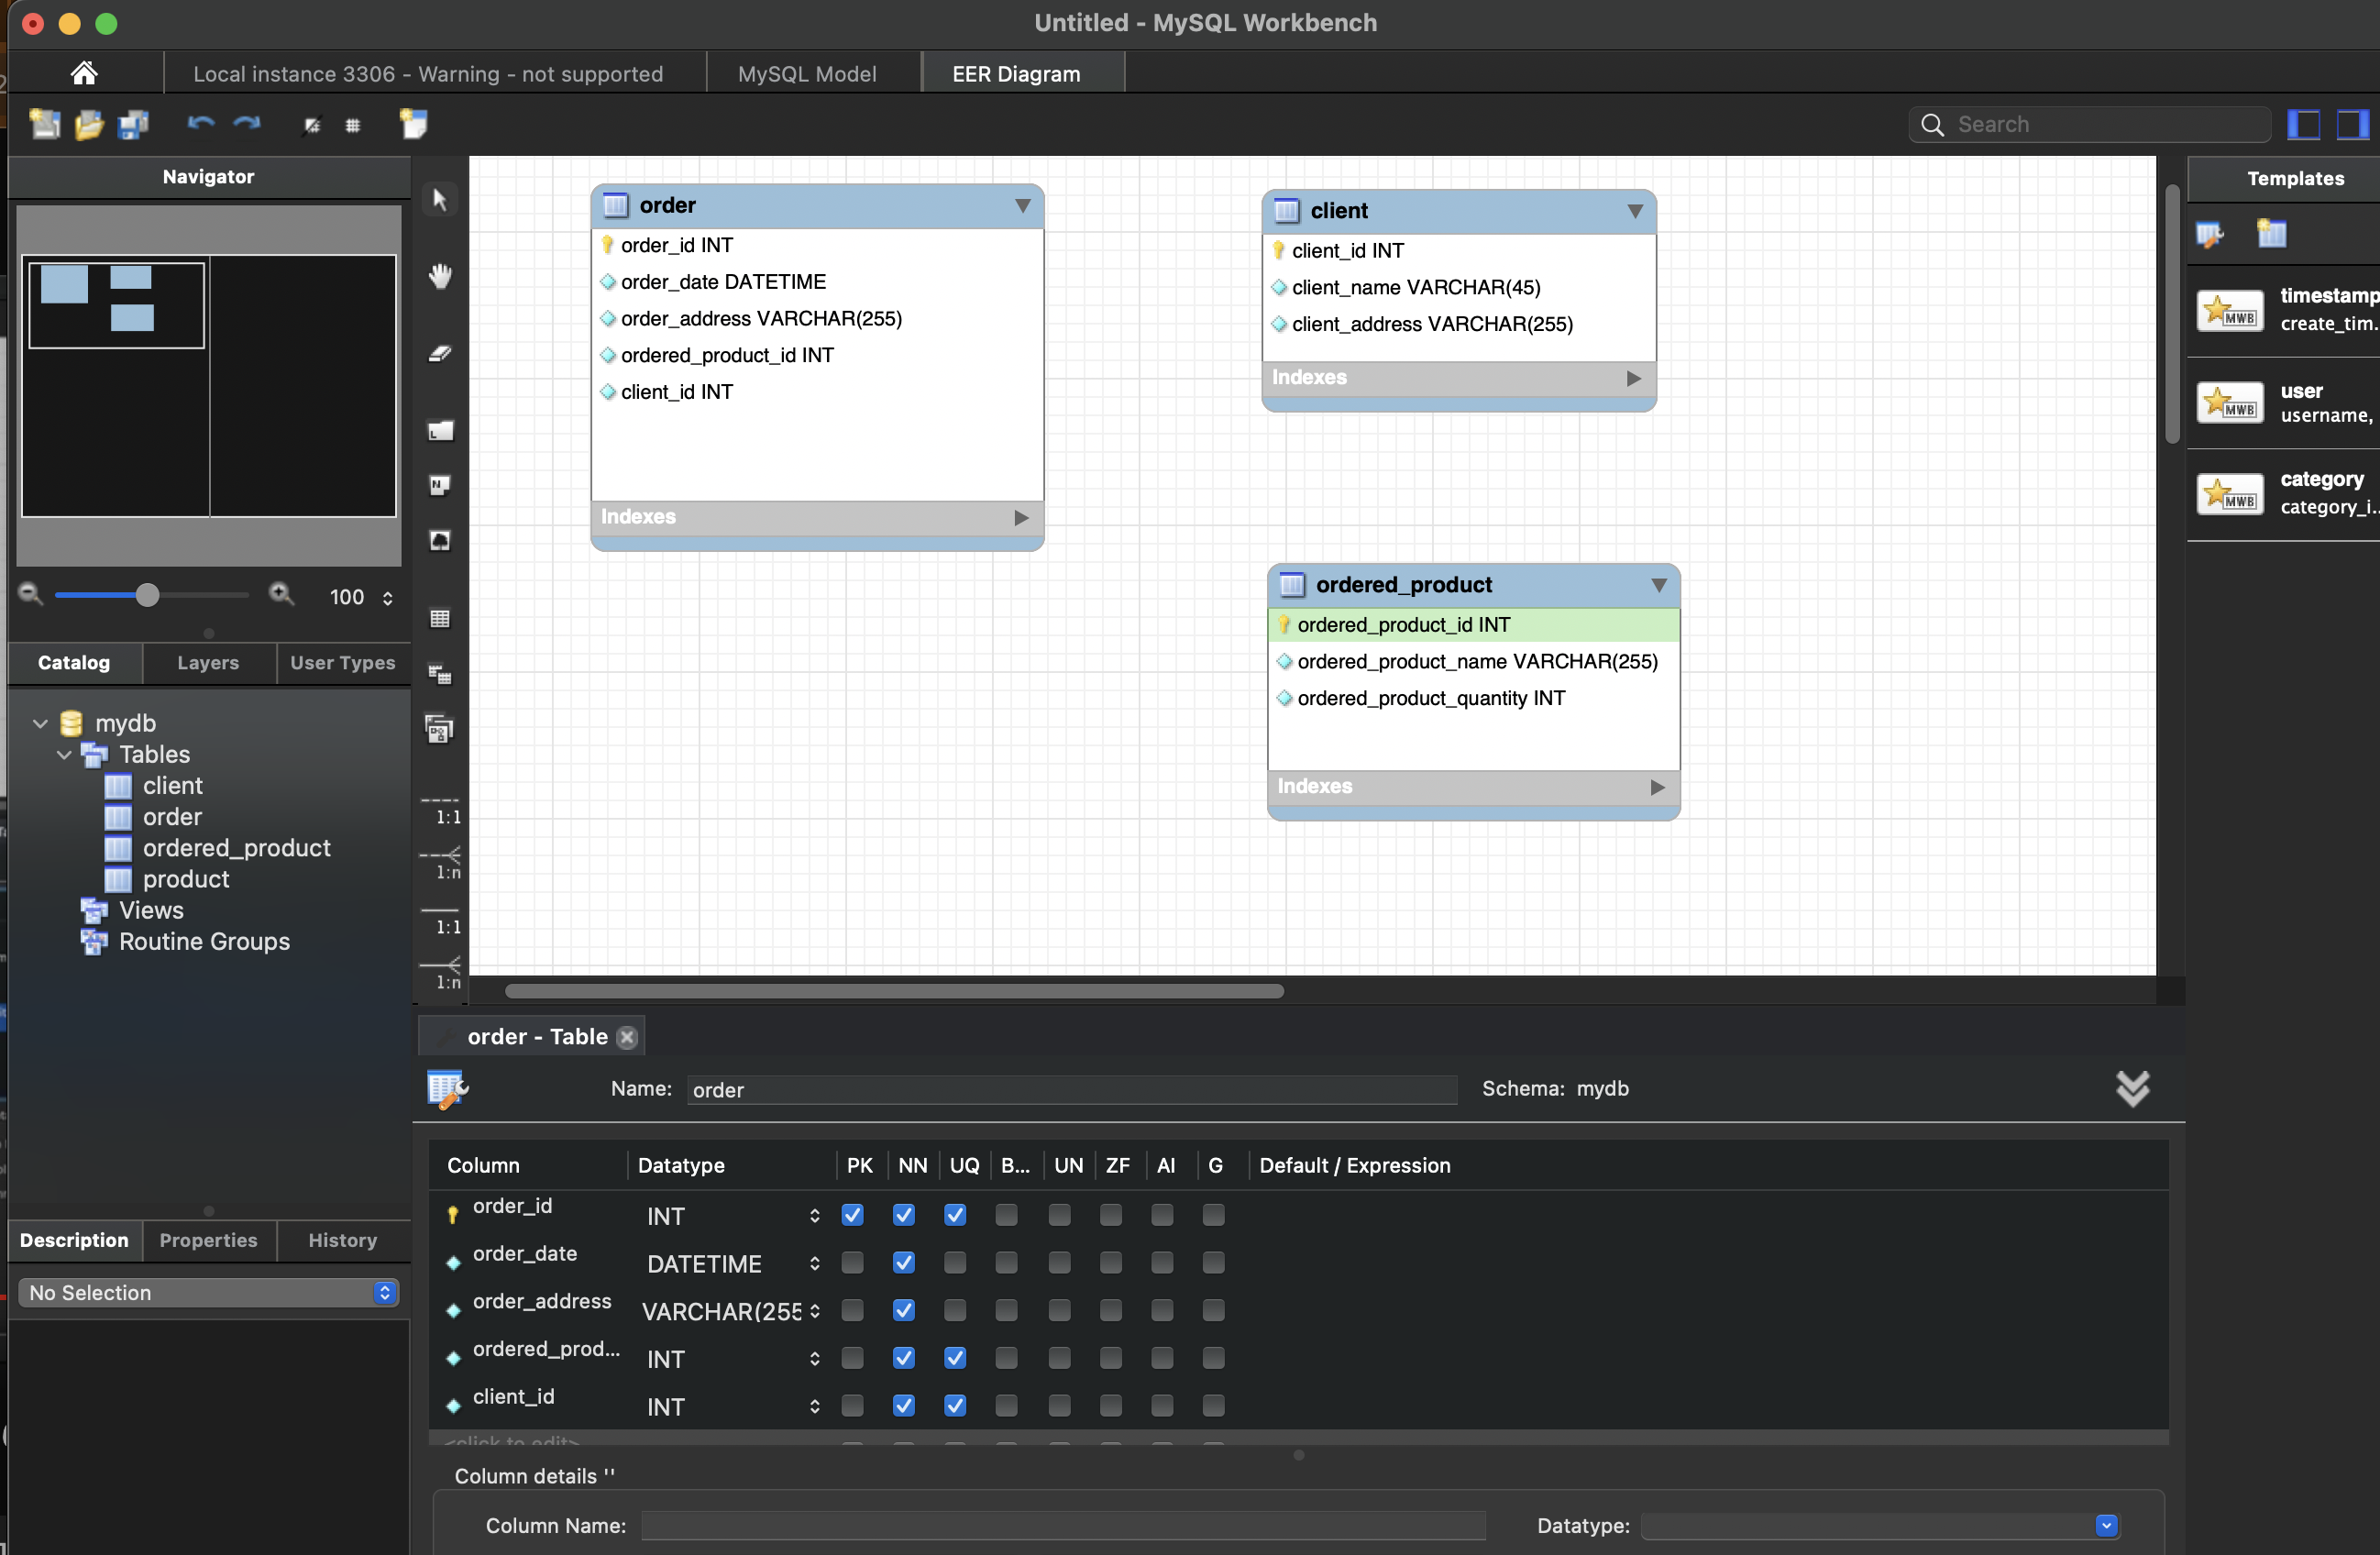 Untitled - MySQL Workbench
Local instance 3306 - Warning - not supported
MySQL Model
EER Diagram
Search
Navigator
100
Catalog
Layers
User Types
mydb
Tables
client
order
ordered_product
product
Views
Routine Groups
Description
Properties
History
No Selection
L
N
1:1
1:n
1:1
1:n
order
order_id INT
order_date DATETIME
order_address VARCHAR(255)
ordered_product_id INT
client_id INT
Indexes
client
client_id INT
client_name VARCHAR(45)
client_address VARCHAR(255)
Indexes
ordered_product
ordered_product_id INT
ordered_product_name VARCHAR(255)
ordered_product_quantity INT
Indexes
Templates
MWB
timestamp
create_tim...
MWB
user
username,
MWB
category
category_i...
order - Table
Name:
order
Schema: mydb
Column Datatype PK NN UQ B... UN ZF AI G Default / Expression
order_id INT
order_date DATETIME
order_address VARCHAR(255
ordered_prod... INT
client_id INT
<click to edit>
Column details ''
Column Name:
Datatype: